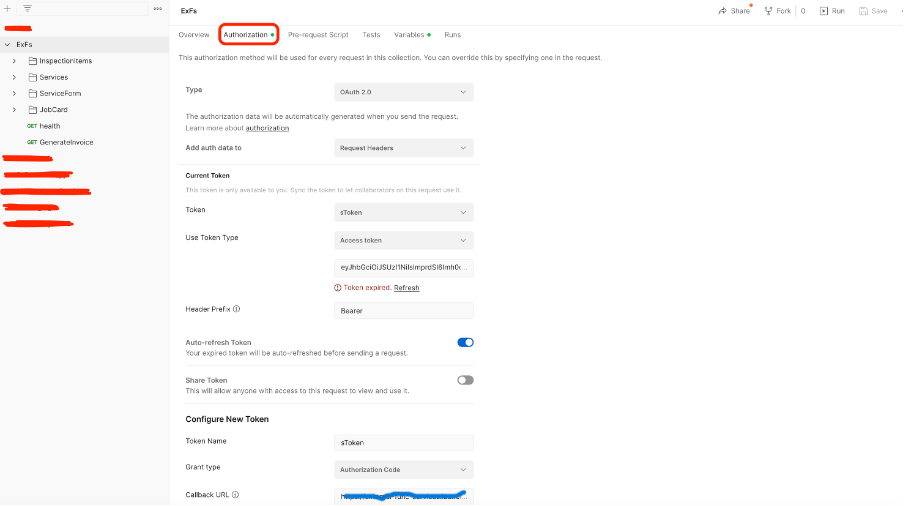 ExFs
Share
Fork
0
Run
Save
Overview
Authorization
Pre-request Script
Tests
Variables
Runs
ExFs
InspectionItems
Services
ServiceForm
JobCard
GET health
GET GenerateInvoice
This authorization method will be used for every request in this collection. You can override this by specifying one in the request.
Type
OAuth 2.0
The authorization data will be automatically generated when you send the request.
Learn more about authorization
Add auth data to
Request Headers
Current Token
This token is only available to you. Sync the token to let collaborators on this request use it.
Token
sToken
Use Token Type
Access token
Token expired. Refresh
Header Prefix
Bearer
Auto-refresh Token
Your expired token will be auto-refreshed before sending a request.
Share Token
This will allow anyone with access to this request to view and use it.
Configure New Token
Token Name
sToken
Grant type
Authorization Code
Callback URL